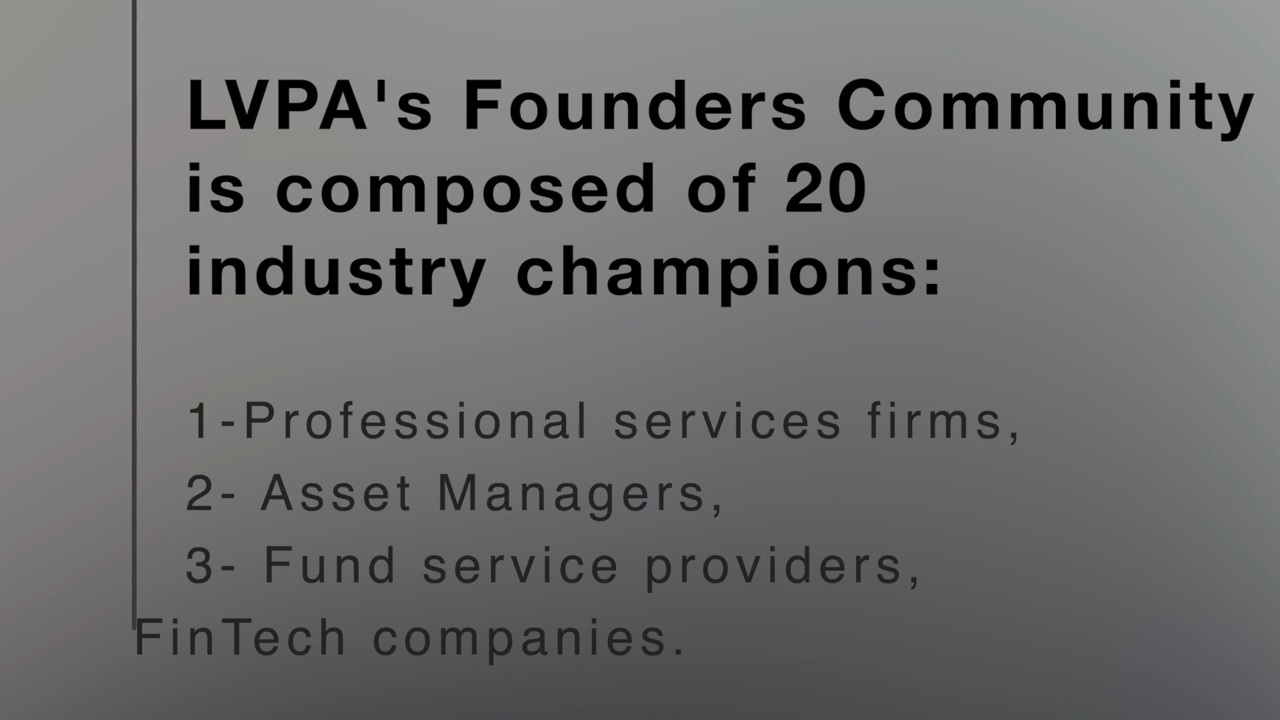 LVPA's Founders Community
is composed of 20
industry champions:
1-Professional services firms,
2- Asset Managers,
3- Fund service providers,
FinTech companies.